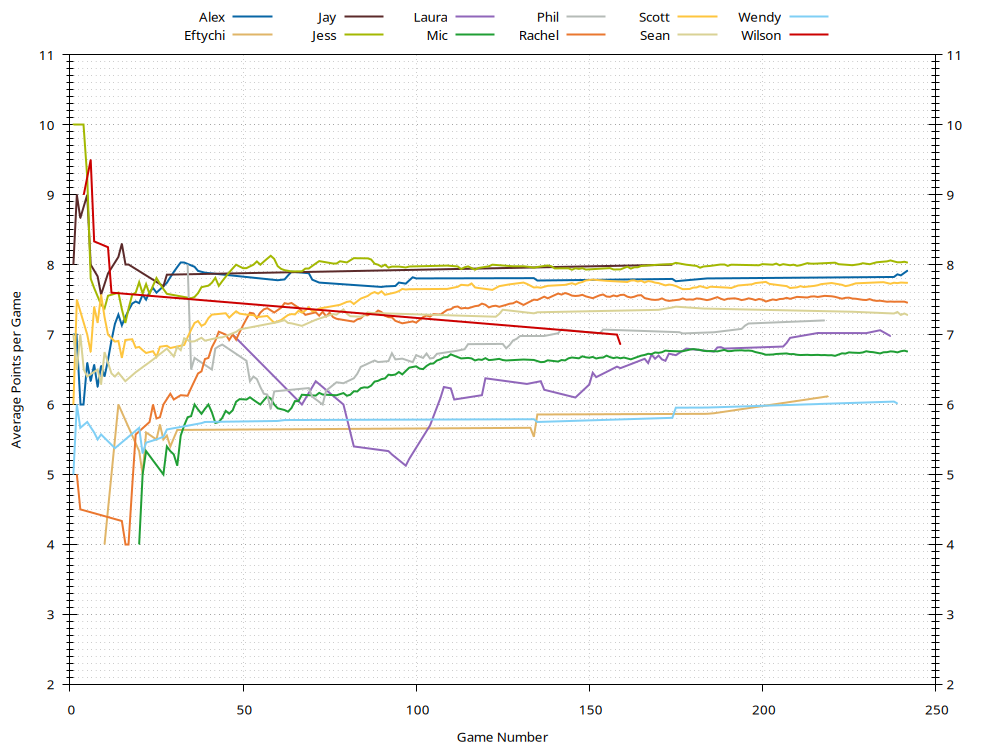 Alex Jay Laura Phil Scott Wendy
Eftychi Jess Mic Rachel Sean Wilson
11 11
10 10
9 9
8 8
7 7
6 6
5 5
4 4
3 3
2 2
0 50 100 150 200 250
Average Points per Game
Game Number